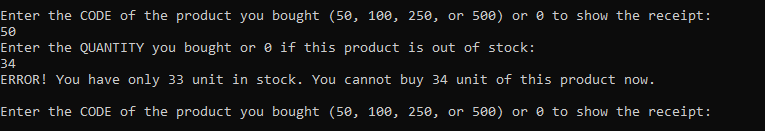 Enter the CODE of the product you bought (50, 100, 250, or 500) or 0 to show the receipt:
50
Enter the QUANTITY you bought or 0 if this product is out of stock:
34
ERROR! You have only 33 unit in stock. You cannot buy 34 unit of this product now.
Enter the CODE of the product you bought (50, 100, 250, or 500) or 0 to show the receipt: